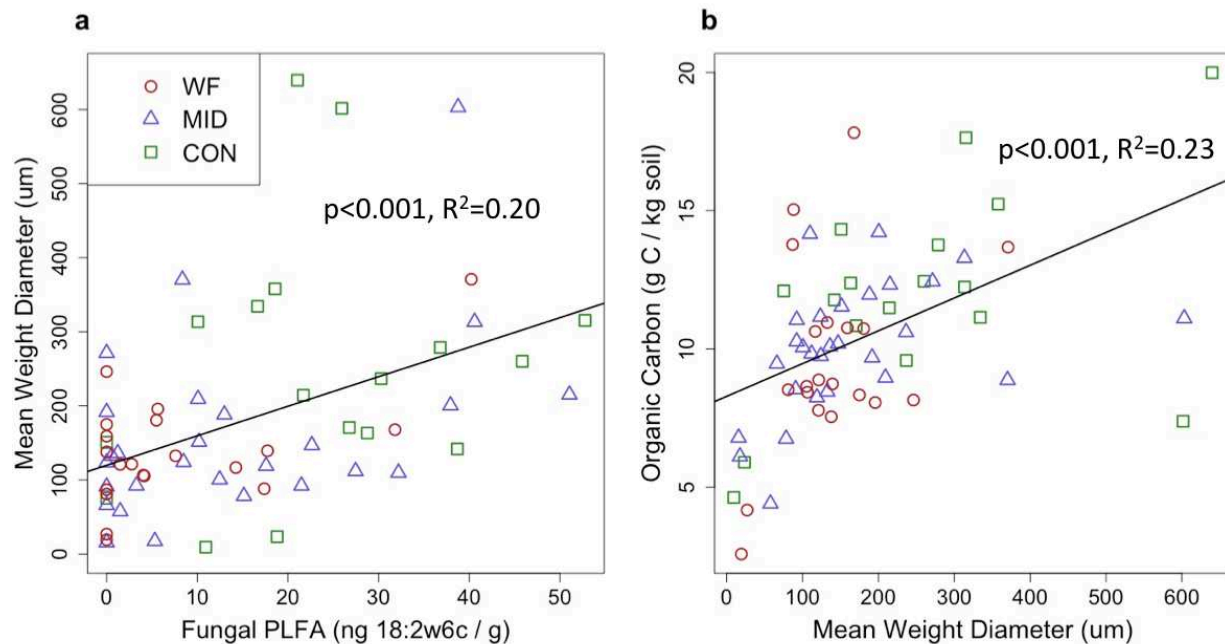 a
WF
MID
CON
p<0.001, R²=0.20
Mean Weight Diameter (um)
0 100 200 300 400 600
0 10 20 30 40 50
Fungal PLFA (ng 18:2w6c / g)
b
p<0.001, R²=0.23
Organic Carbon (g C / kg soil)
5 10 15 20
0 100 200 300 400 500 600
Mean Weight Diameter (um)